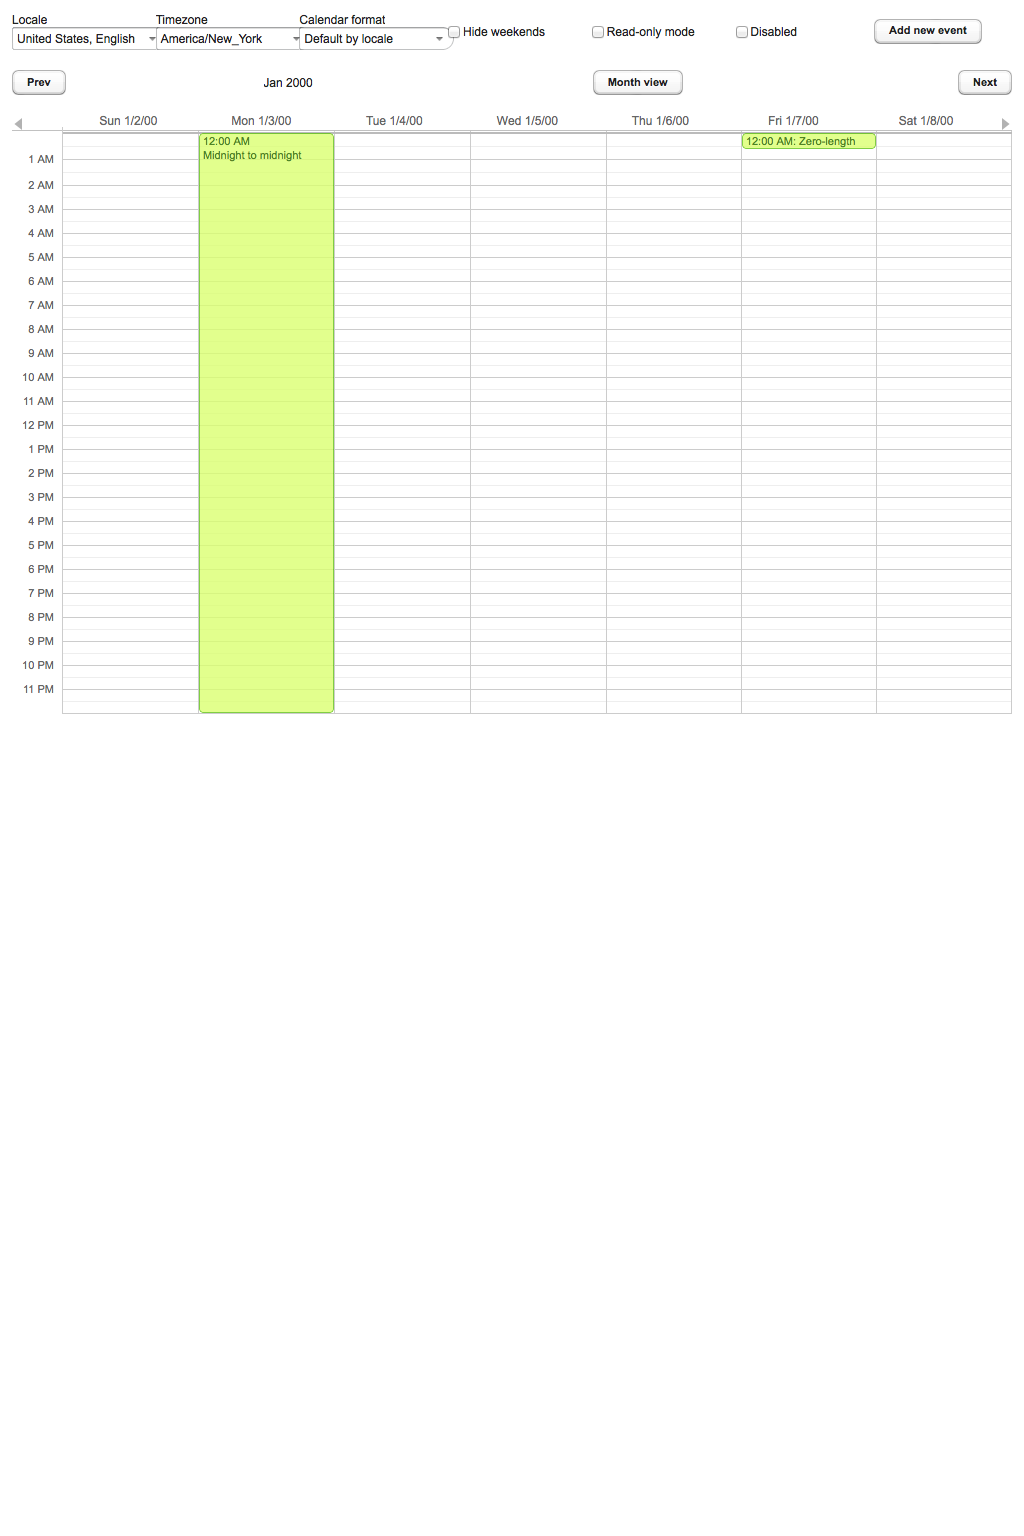 Locale Timezone Calendar format
United States, English America/New_York Default by locale Hide weekends Read-only mode Disabled Add new event
Prev Jan 2000 Month view Next
Sun 1/2/00 Mon 1/3/00 Tue 1/4/00 Wed 1/5/00 Thu 1/6/00 Fri 1/7/00 Sat 1/8/00
12:00 AM 12:00 AM: Zero-length
Midnight to midnight
1 AM
2 AM
3 AM
4 AM
5 AM
6 AM
7 AM
8 AM
9 AM
10 AM
11 AM
12 PM
1 PM
2 PM
3 PM
4 PM
5 PM
6 PM
7 PM
8 PM
9 PM
10 PM
11 PM